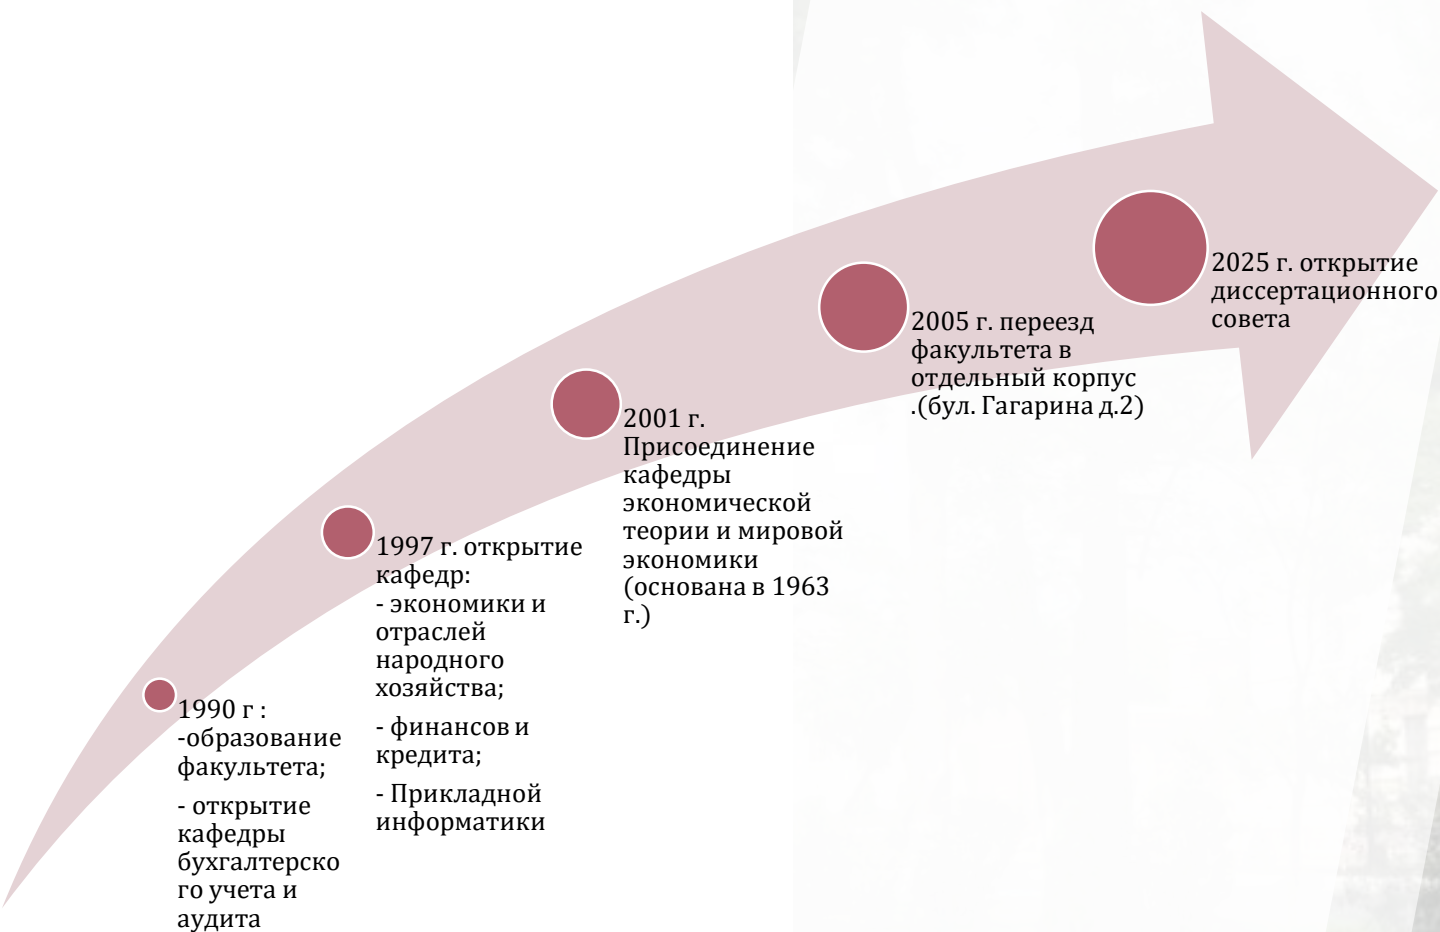 1990 г :
-образование
факультета;
- открытие
кафедры
бухгалтерско
го учета и
аудита
1997 г. открытие
кафедр:
- экономики и
отраслей
народного
хозяйства;
- финансов и
кредита;
- Прикладной
информатики
2001 г.
Присоединение
кафедры
экономической
теории и мировой
экономики
(основана в 1963
г.)
2005 г. переезд
факультета в
отдельный корпус
.(бул. Гагарина д.2)
2025 г. открытие
диссертационного
совета